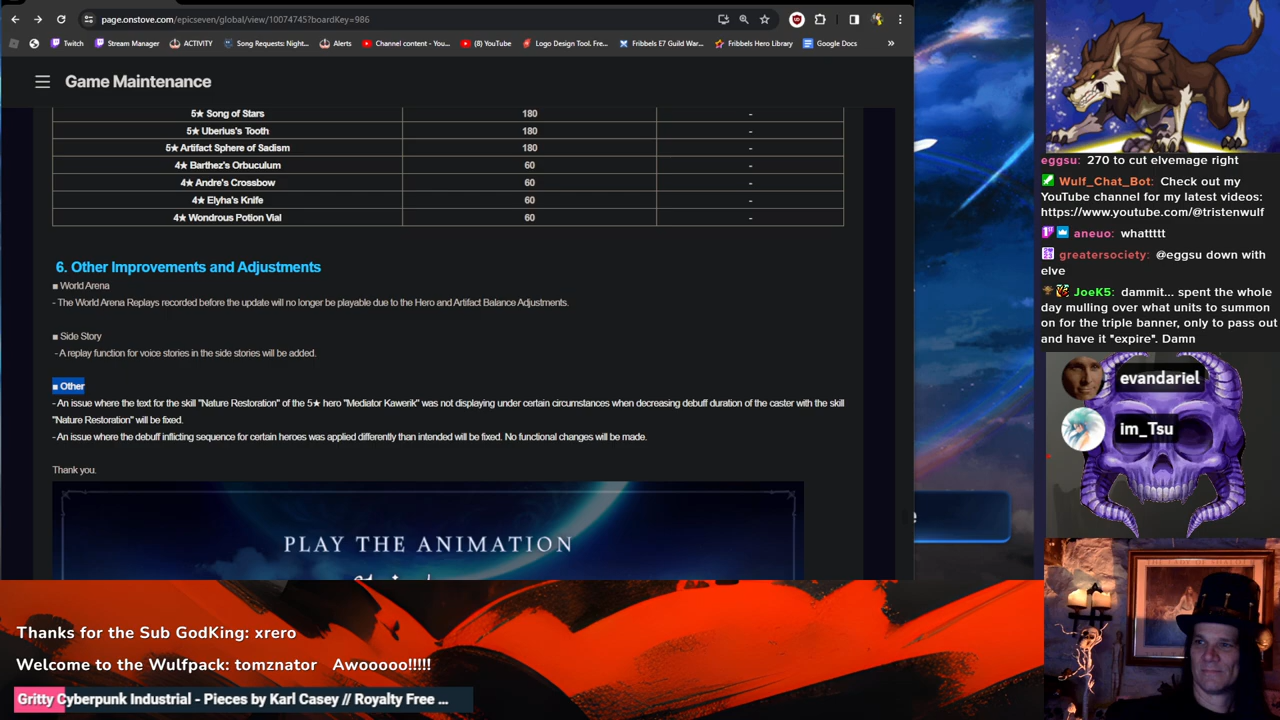 page.onstove.com/epicseven/global/view/10074745?boardKey=986
Twitch
Stream Manager
ACTIVITY
Song Requests: Night...
Alerts
Channel content - You...
(8) YouTube
Logo Design Tool. Fre...
Fribbels E7 Guild War...
Fribbels Hero Library
Google Docs
»
Game Maintenance
5★ Song of Stars 180 -
5★ Uberius's Tooth 180 -
5★ Artifact Sphere of Sadism 180 -
4★ Barthez's Orbuculum 60 -
4★ Andre's Crossbow 60 -
4★ Elyha's Knife 60 -
4★ Wondrous Potion Vial 60 -
6. Other Improvements and Adjustments
■ World Arena
- The World Arena Replays recorded before the update will no longer be playable due to the Hero and Artifact Balance Adjustments.
■ Side Story
- A replay function for voice stories in the side stories will be added.
■ Other
- An issue where the text for the skill "Nature Restoration" of the 5★ hero "Mediator Kawerik" was not displaying under certain circumstances when decreasing debuff duration of the caster with the skill
"Nature Restoration" will be fixed.
- An issue where the debuff inflicting sequence for certain heroes was applied differently than intended will be fixed. No functional changes will be made.
Thank you.
PLAY THE ANIMATION
eggsu: 270 to cut elvemage right
Wulf_Chat_Bot: Check out my
YouTube channel for my latest videos:
https://www.youtube.com/@tristenwulf
aneuo: whattttt
greatersociety: @eggsu down with
elve
JoeK5: dammit... spent the whole
day mulling over what units to summon
on for the triple banner, only to pass out
and have it "expire". Damn
evandariel
im_Tsu
Thanks for the Sub GodKing: xrero
Welcome to the Wulfpack: tomznator Awooooo!!!!!
Gritty Cyberpunk Industrial - Pieces by Karl Casey // Royalty Free ...